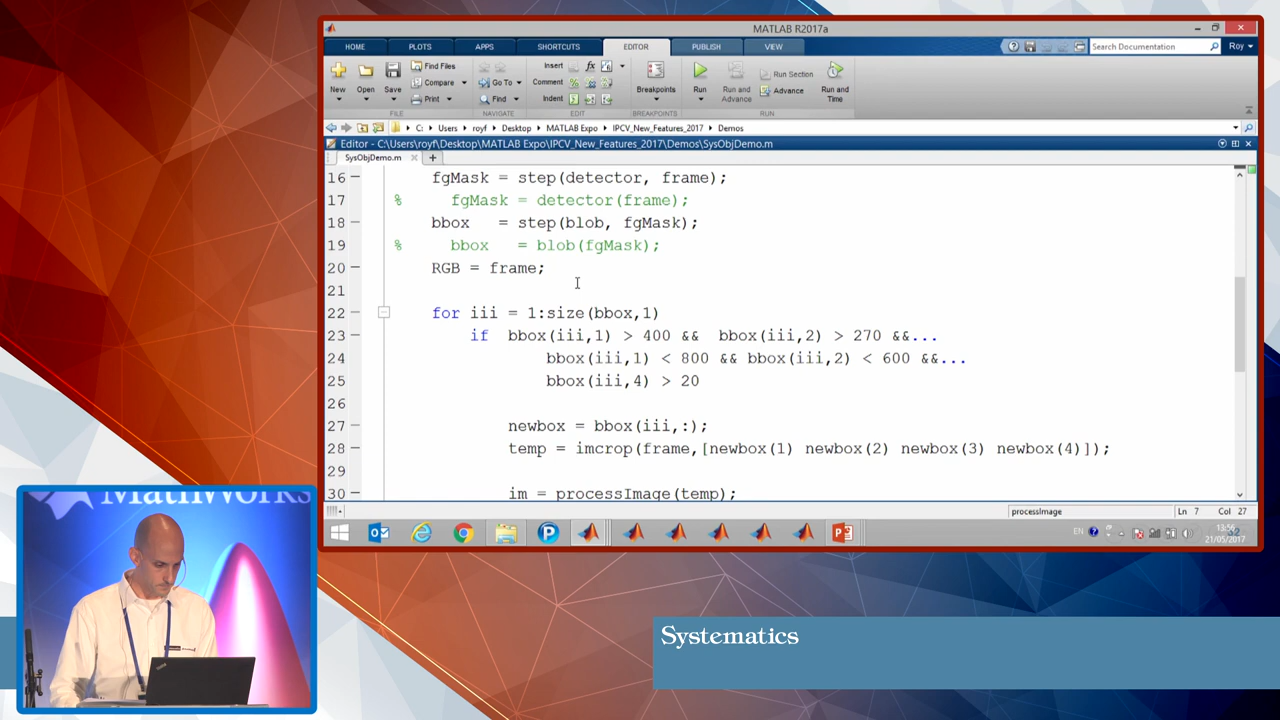 MATLAB R2017a
HOME PLOTS APPS SHORTCUTS EDITOR PUBLISH VIEW
Search Documentation
Roy
New
Open
Save
Find Files
Compare
Print
Go To
Find
Insert
Comment
Indent
Breakpoints
Run
Run and Advance
Run Section
Advance
Run and Time
FILE NAVIGATE EDIT BREAKPOINTS RUN
C: Users royf Desktop MATLAB Expo IPCV_New_Features_2017 Demos
Editor - C:\Users\royf\Desktop\MATLAB Expo\IPCV_New_Features_2017\Demos\SysObjDemo.m
SysObjDemo.m
16 fgMask = step(detector, frame);
17 % fgMask = detector(frame);
18 bbox = step(blob, fgMask);
19 % bbox = blob(fgMask);
20 RGB = frame;
21
22 for iii = 1:size(bbox,1)
23 if bbox(iii,1) > 400 && bbox(iii,2) > 270 &&...
24 bbox(iii,1) < 800 && bbox(iii,2) < 600 &&...
25 bbox(iii,4) > 20
26
27 newbox = bbox(iii,:);
28 temp = imcrop(frame,[newbox(1) newbox(2) newbox(3) newbox(4)]);
29
30 im = processImage(temp);
processImage Ln 7 Col 27
EN
13:56
21/05/2017
MathWorks
Systematics